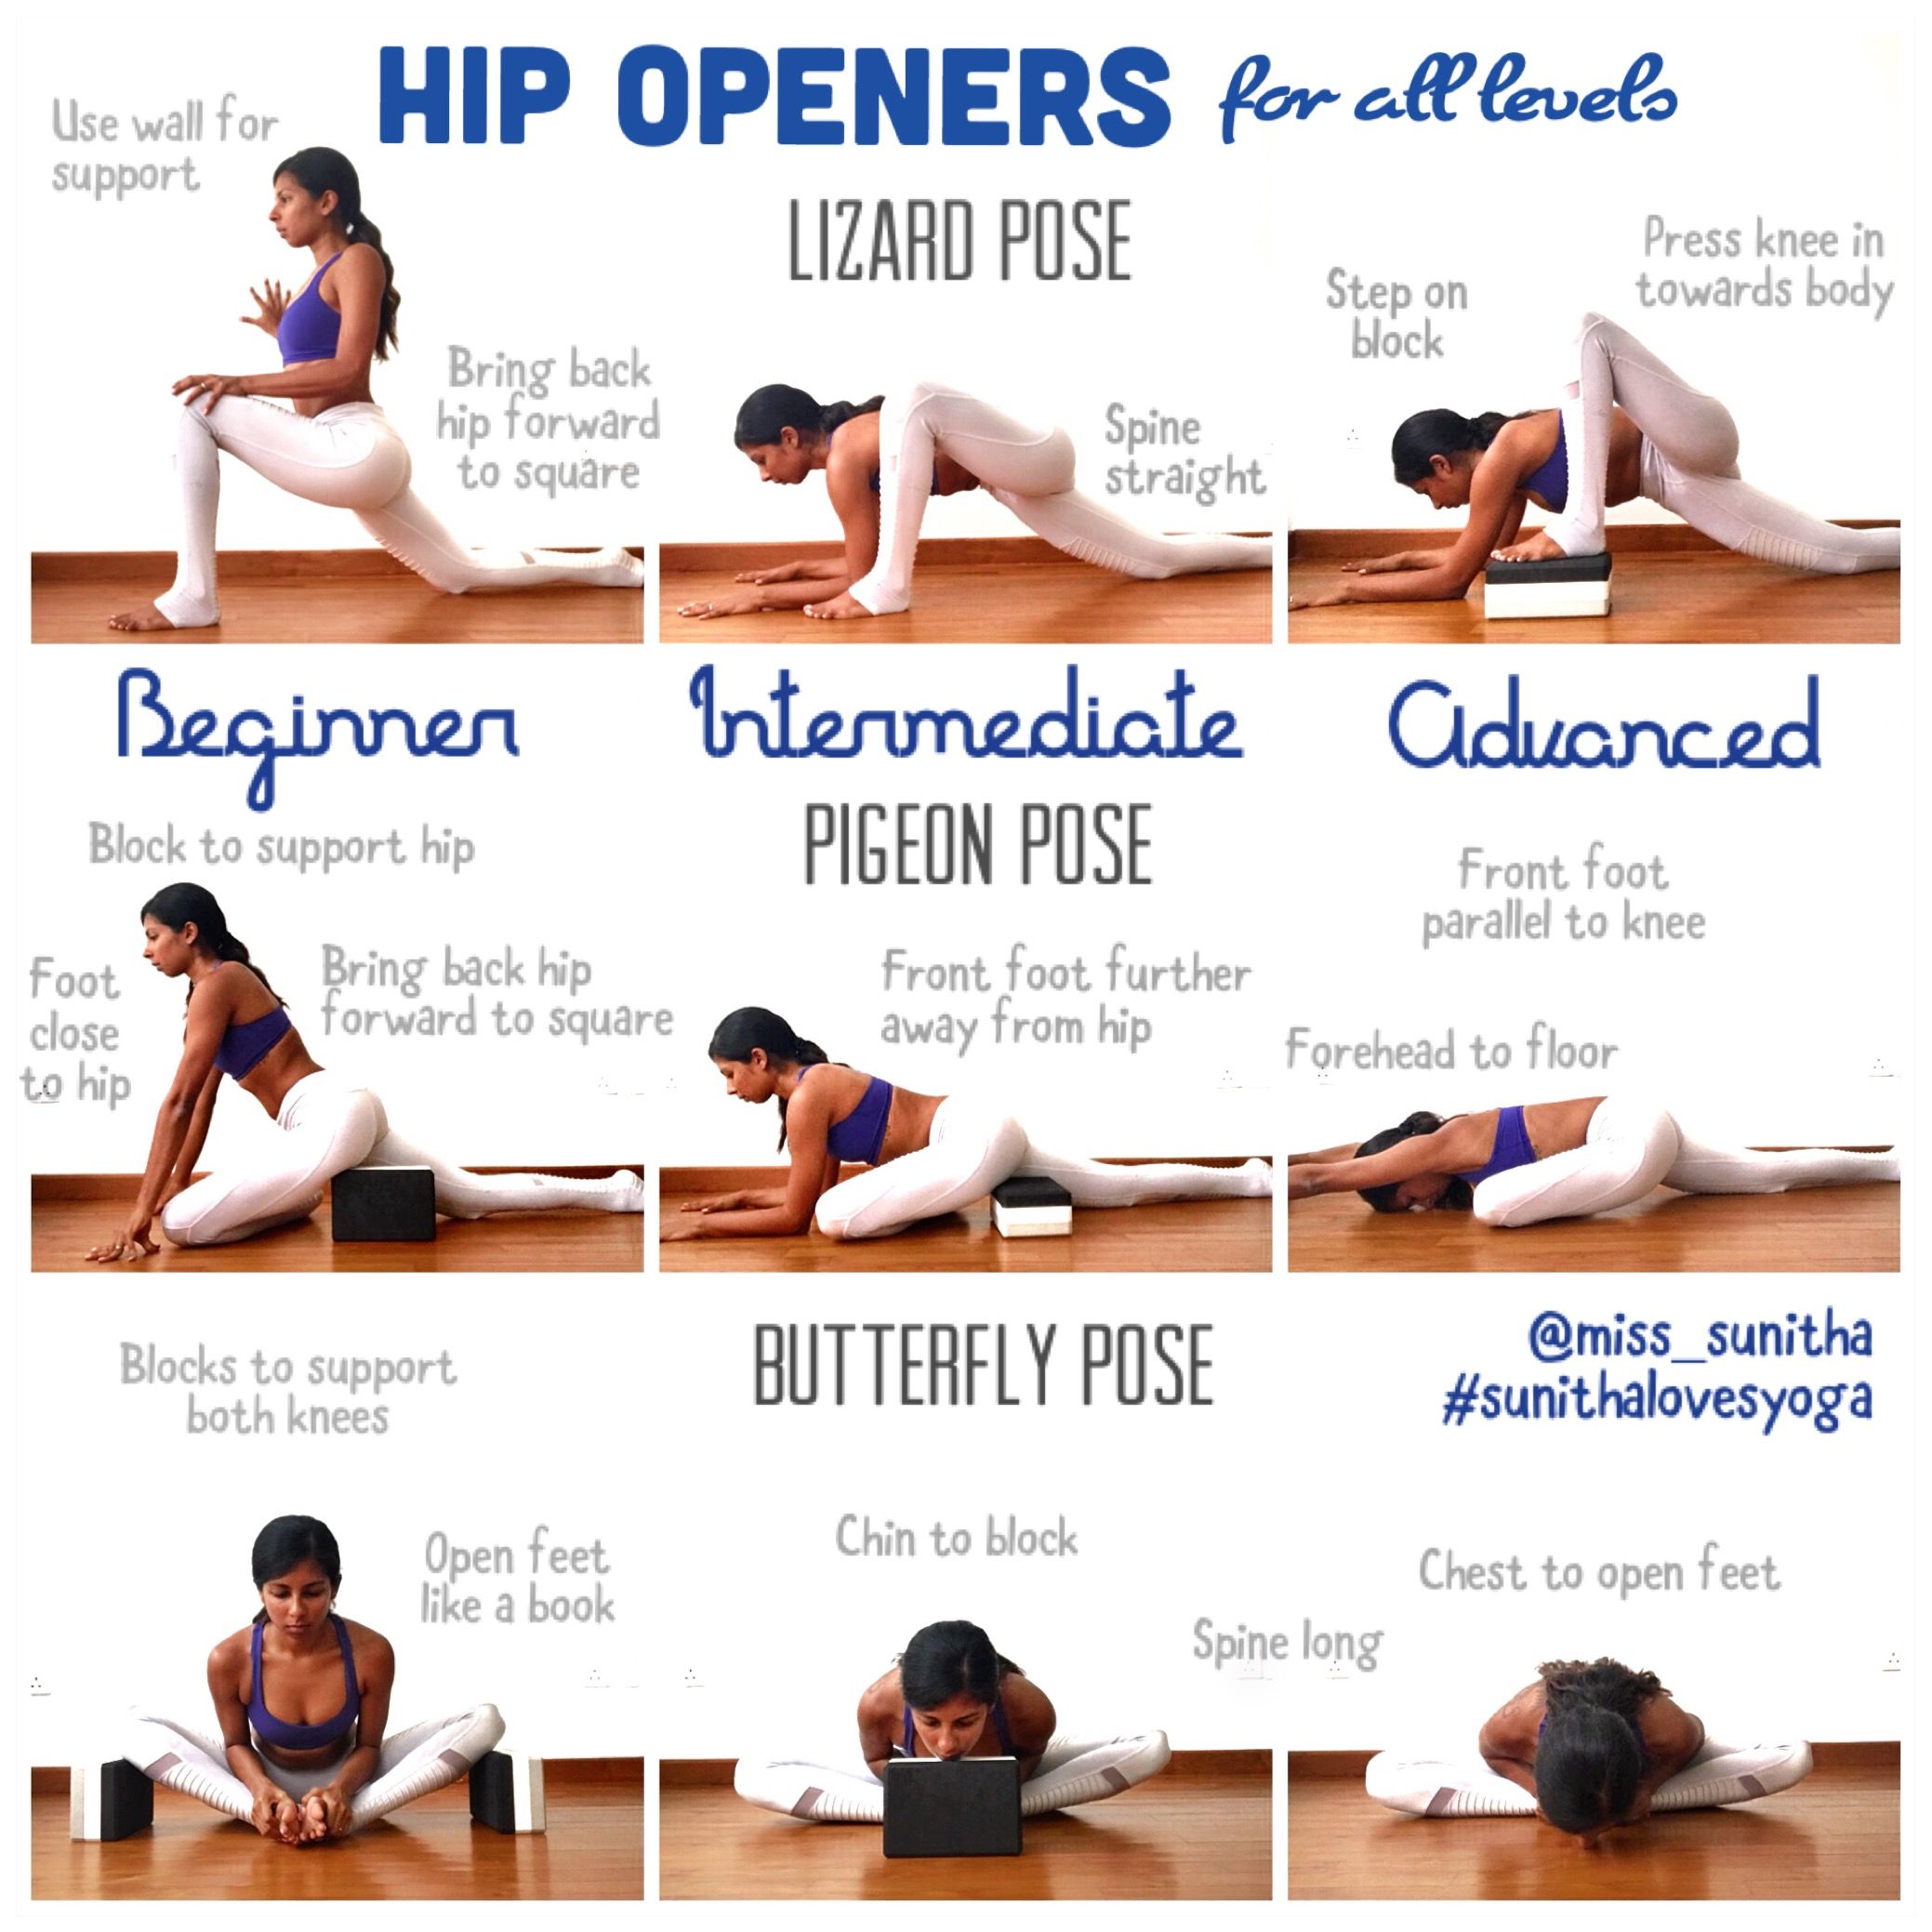 HIP OPENERS for all levels
Use wall for
support
LIZARD POSE
Bring back
hip forward
to square
Spine
straight
Step on
block
Press knee in
towards body
Beginner
Intermediate
Advanced
PIGEON POSE
Block to support hip
Foot
close
to hip
Bring back hip
forward to square
Front foot further
away from hip
Front foot
parallel to knee
Forehead to floor
BUTTERFLY POSE
@miss_sunitha
#sunithalovesyoga
Blocks to support
both knees
Open feet
like a book
Chin to block
Spine long
Chest to open feet